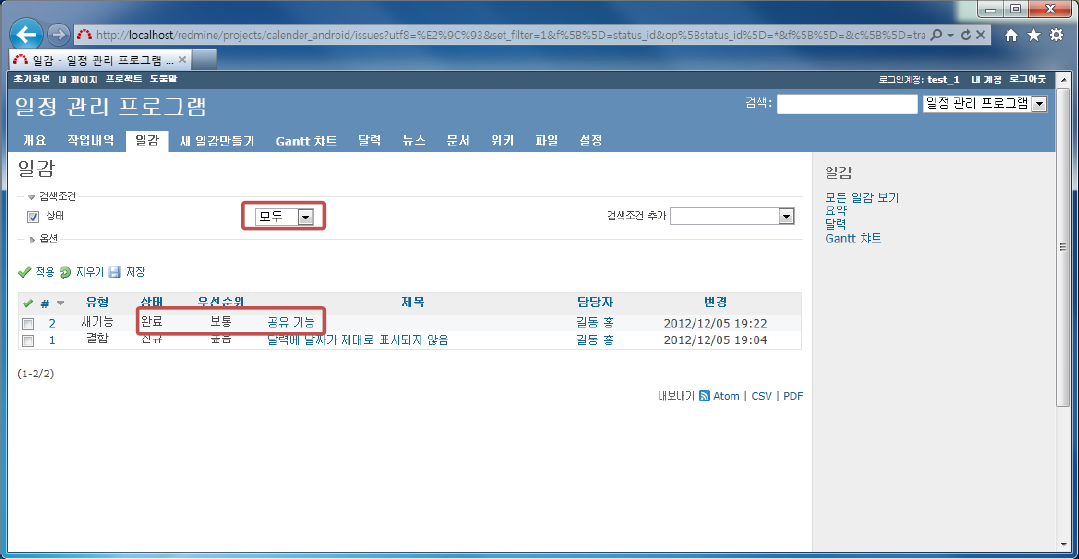 http://localhost/redmine/projects/calender_android/issues?utf8=%E2%9C%93&set_filter=1&f%5B%5D=status_id&op%5Bstatus_id%5D=*&f%5B%5D=&c%5B%5D=tra
일감 - 일정 관리 프로그램 ...
초기화면 내 페이지 프로젝트 도움말 로그인계정: test_1 내 계정 로그아웃
일정 관리 프로그램 검색: 일정 관리 프로그램
개요 작업내역 일감 새 일감만들기 Gantt 챠트 달력 뉴스 문서 위키 파일 설정
일감
검색조건
상태 모두 검색조건 추가
옵션
적용 지우기 저장
# 유형 상태 우선순위 제목 담당자 변경
2 새기능 완료 보통 공유 기능 길동 홍 2012/12/05 19:22
1 결함 신규 높음 달력에 날짜가 제대로 표시되지 않음 길동 홍 2012/12/05 19:04
(1-2/2)
내보내기 Atom | CSV | PDF
일감
모든 일감 보기
요약
달력
Gantt 챠트